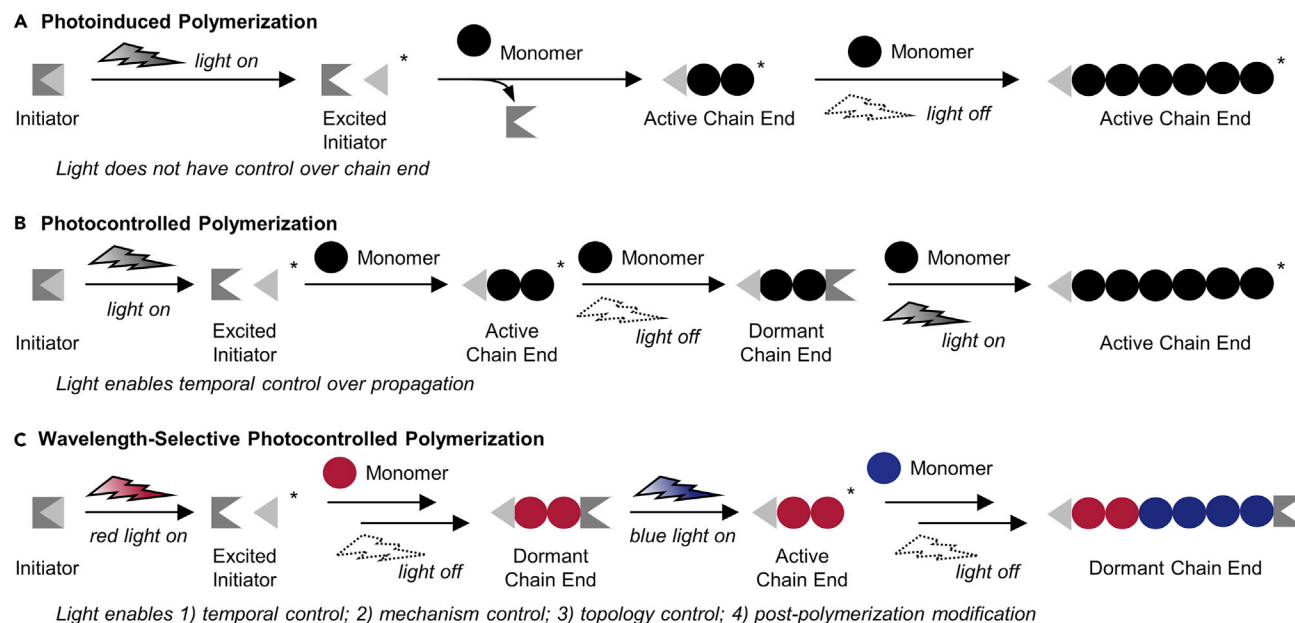 A Photoinduced Polymerization
light on
*
Monomer
Monomer
*
*
light off
Initiator
Excited
Initiator
Active Chain End
Active Chain End
Light does not have control over chain end
B Photocontrolled Polymerization
*
Monomer
*
Monomer
Monomer
*
light on
light off
light on
Initiator
Excited
Initiator
Active
Chain End
Dormant
Chain End
Active Chain End
Light enables temporal control over propagation
C Wavelength-Selective Photocontrolled Polymerization
*
Monomer
*
Monomer
red light on
light off
blue light on
light off
Initiator
Excited
Initiator
Dormant
Chain End
Active
Chain End
Dormant Chain End
Light enables 1) temporal control; 2) mechanism control; 3) topology control; 4) post-polymerization modification